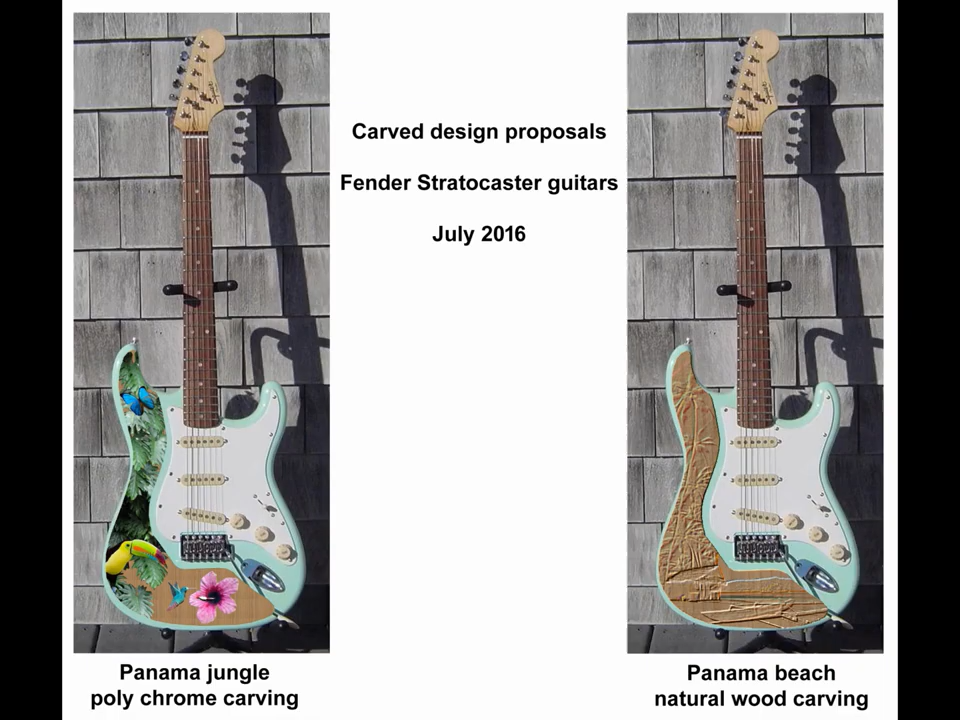 Carved design proposals
Fender Stratocaster guitars
July 2016
Panama jungle
poly chrome carving
Panama beach
natural wood carving